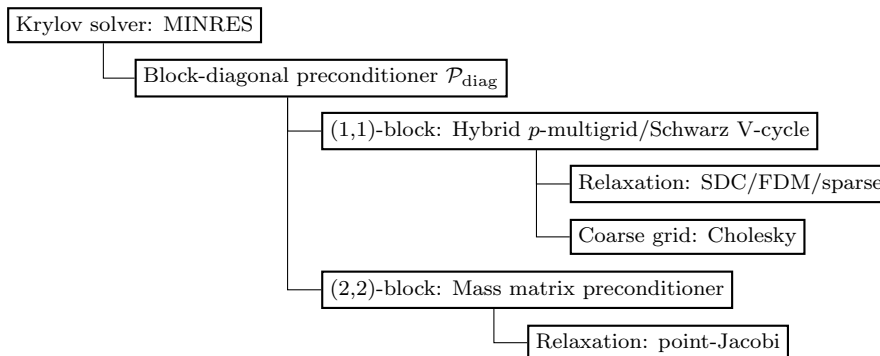 Krylov solver: MINRES
Block-diagonal preconditioner 𝒫diag
(1,1)-block: Hybrid p-multigrid/Schwarz V-cycle
Relaxation: SDC/FDM/sparse
Coarse grid: Cholesky
(2,2)-block: Mass matrix preconditioner
Relaxation: point-Jacobi